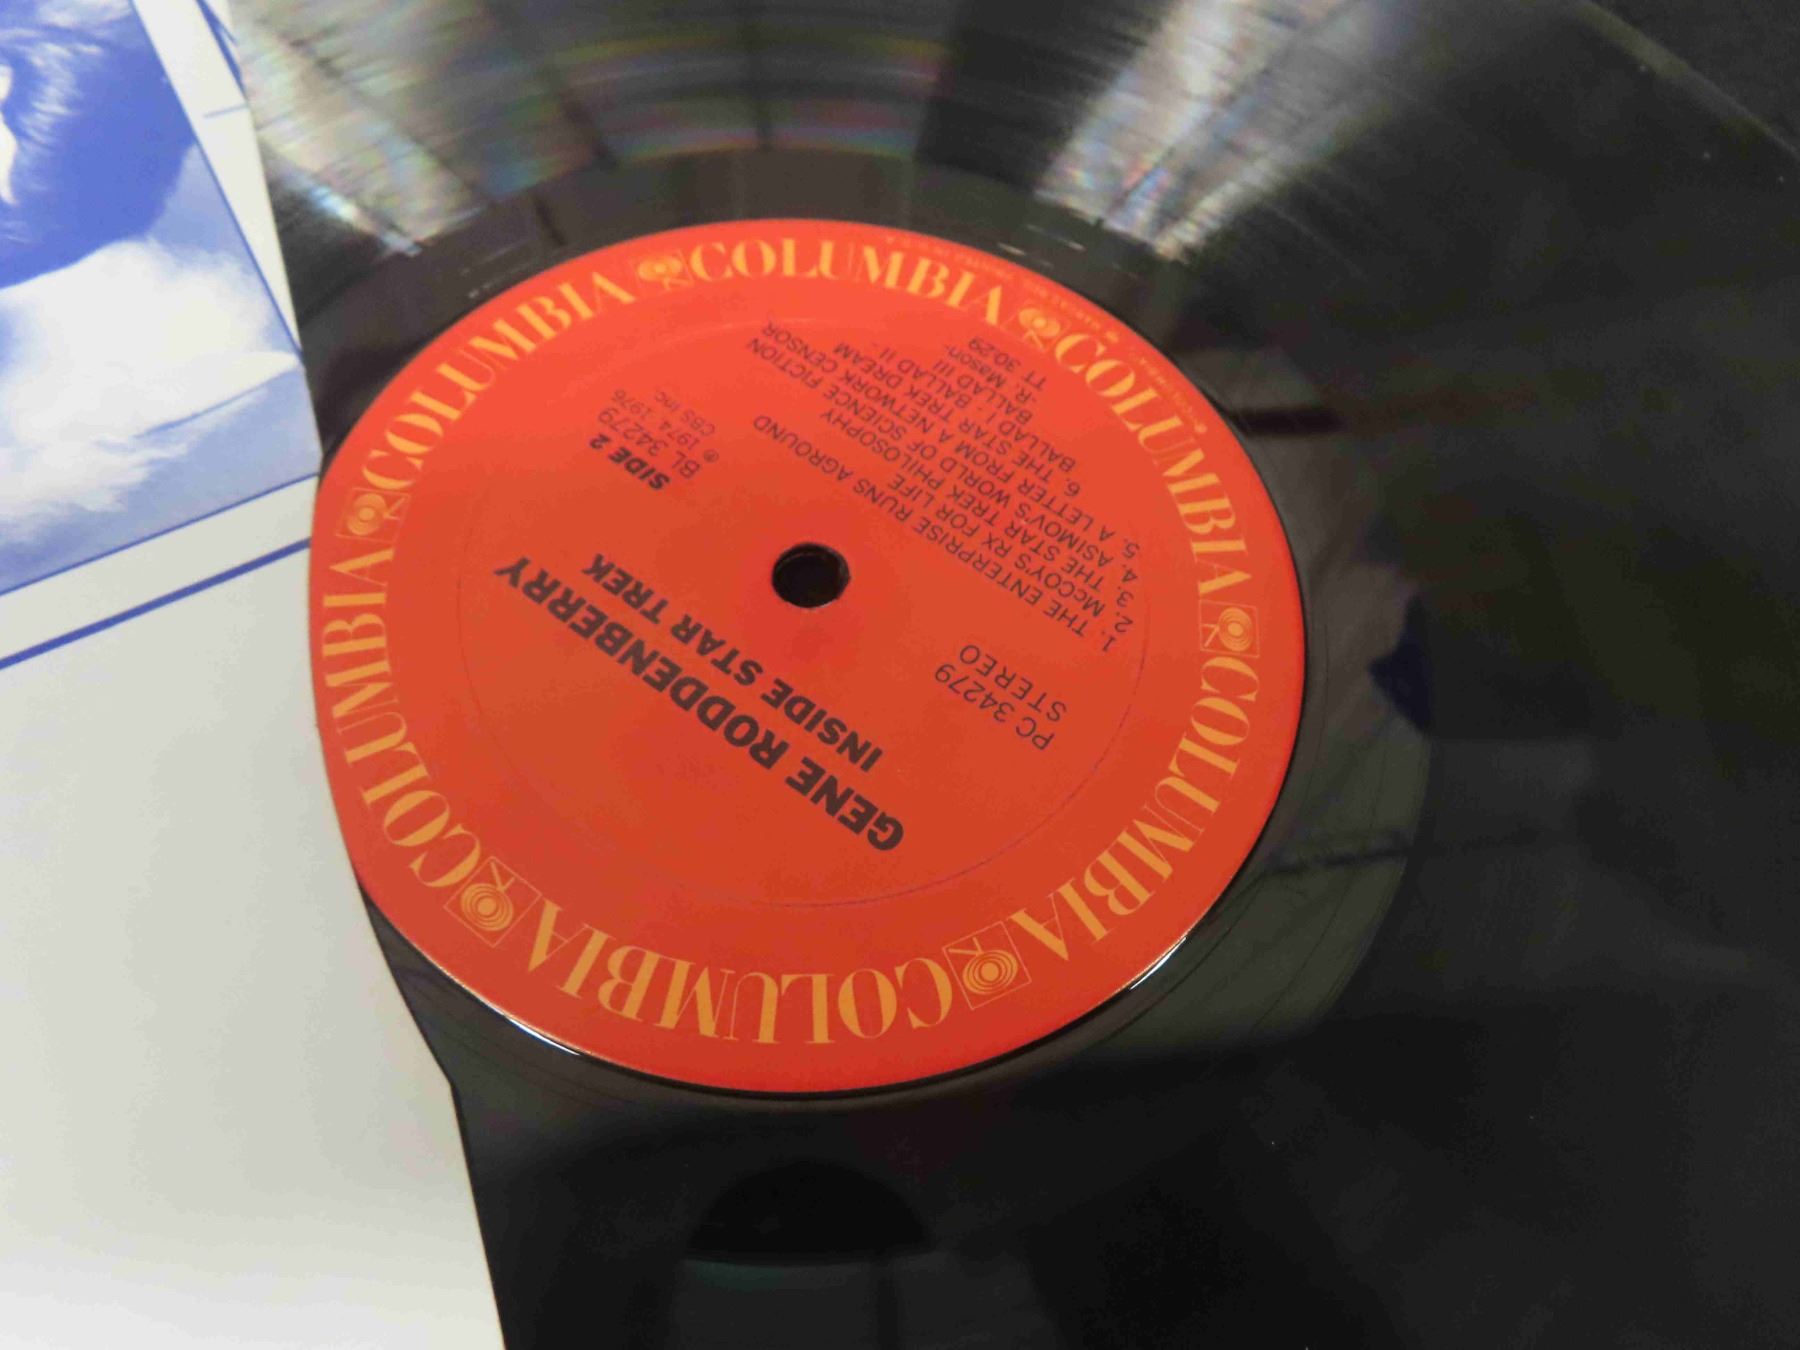 COLUMBIA COLUMBIA COLUMBIA COLUMBIA COLUMBIA COLUMBIA
GENE RODDENBERRY
INSIDE STAR TREK
PC 34279
STEREO
SIDE 2
BL 34279
℗ 1974, 1976
CBS Inc.
1. THE ENTERPRISE RUNS AGROUND
2. McCOY'S RX FOR LIFE
3. THE STAR TREK PHILOSOPHY
4. ASIMOV'S WORLD OF SCIENCE FICTION
5. A LETTER FROM A NETWORK CENSOR
6. THE STAR TREK DREAM
BALLAD BALLAD II -
III
R. Mason-
TT 30:29